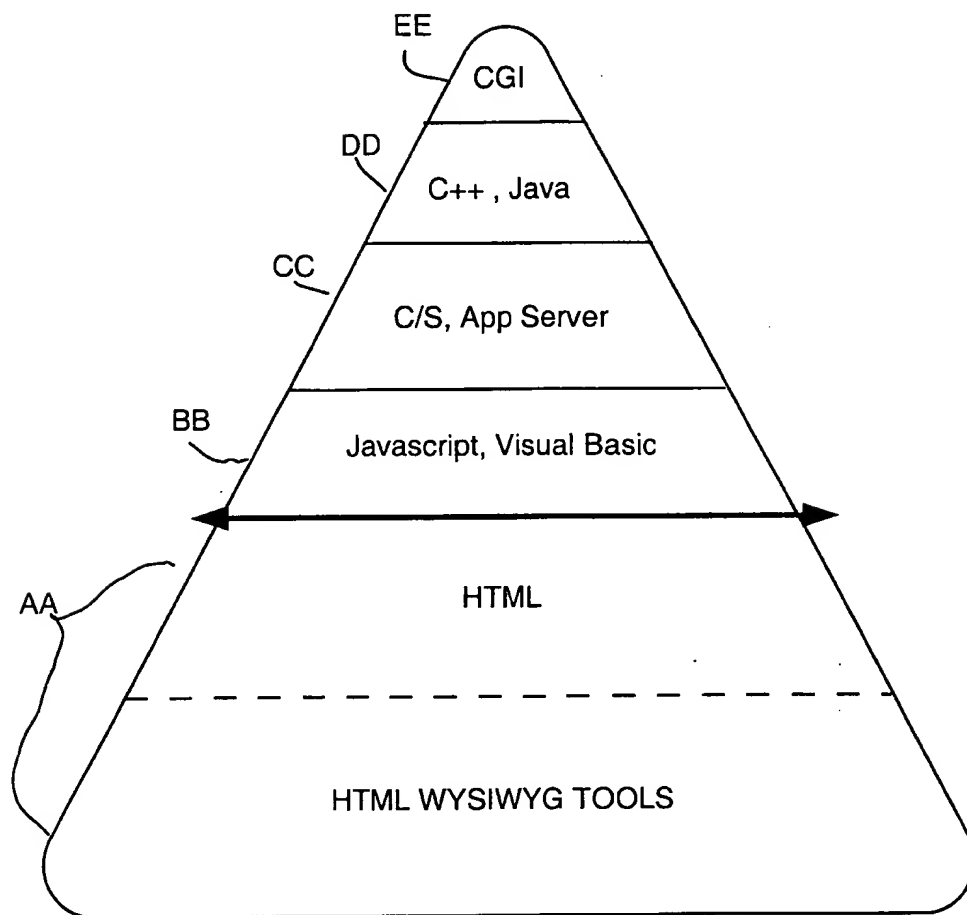 EE
CGI
DD
C++ , Java
CC
C/S, App Server
BB
Javascript, Visual Basic
AA
HTML
HTML WYSIWYG TOOLS